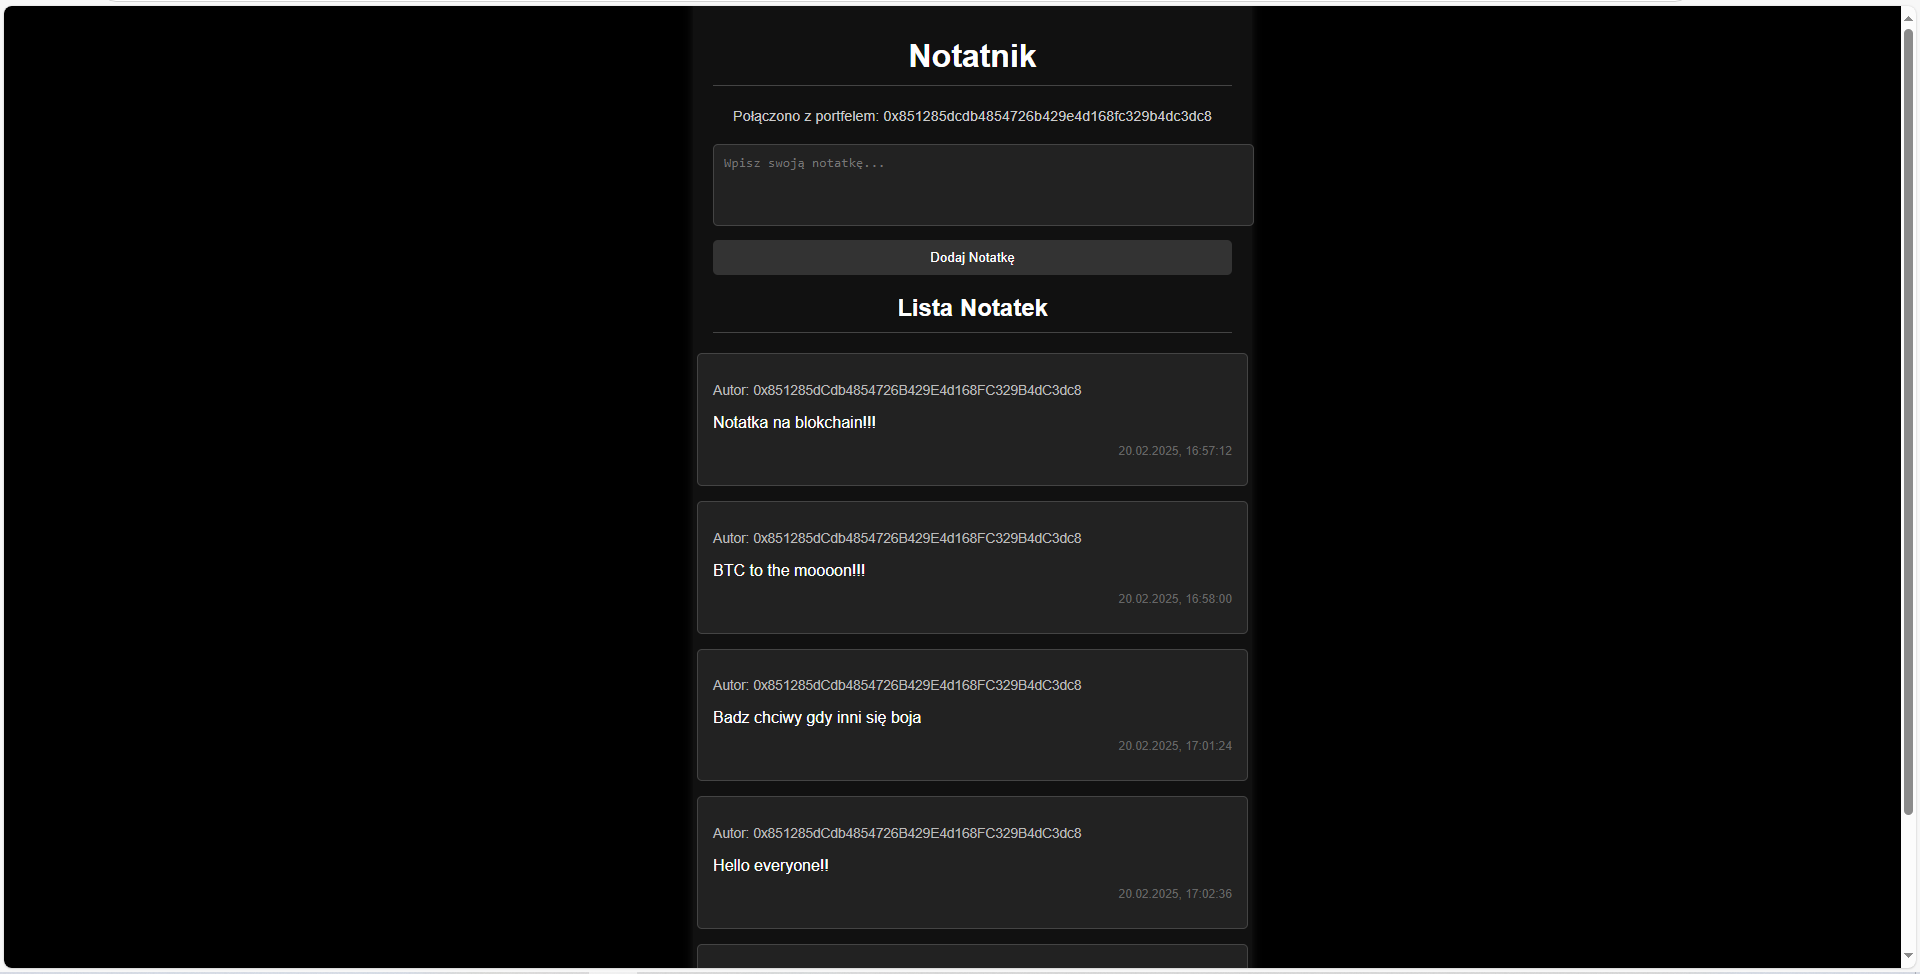 Notatnik
Połączono z portfelem: 0x851285dcdb4854726b429e4d168fc329b4dc3dc8
Wpisz swoją notatkę...
Dodaj Notatkę
Lista Notatek
Autor: 0x851285dCdb4854726B429E4d168FC329B4dC3dc8
Notatka na blokchain!!!
20.02.2025, 16:57:12
Autor: 0x851285dCdb4854726B429E4d168FC329B4dC3dc8
BTC to the moooon!!!
20.02.2025, 16:58:00
Autor: 0x851285dCdb4854726B429E4d168FC329B4dC3dc8
Badz chciwy gdy inni się boja
20.02.2025, 17:01:24
Autor: 0x851285dCdb4854726B429E4d168FC329B4dC3dc8
Hello everyone!!
20.02.2025, 17:02:36